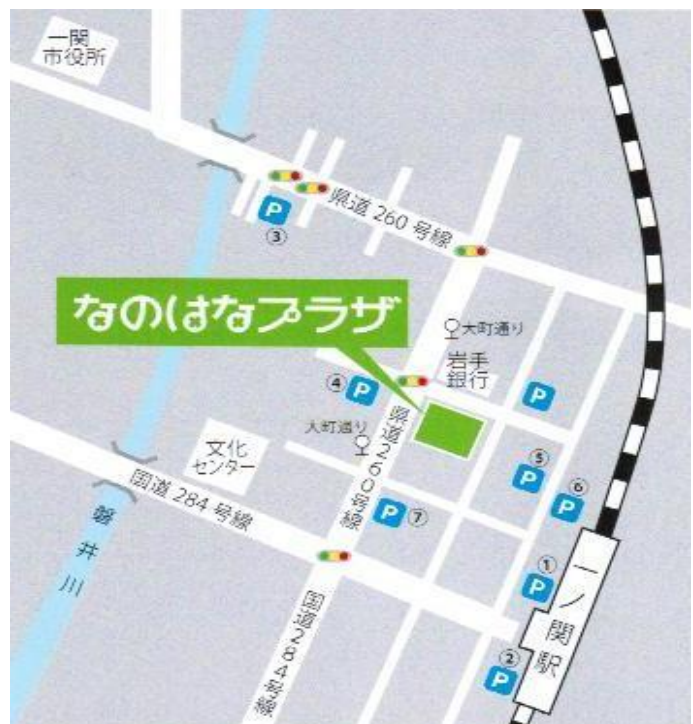 一関
市役所
県道 260 号線
P
③
なのはなプラザ
大町通り
岩手
銀行
④
P
P
大町通り
県道260号線
文化
センター
P
⑤
⑥
P
P
⑦
国道 284 号線
磐井川
①
P
一ノ関駅
②
P
国道284号線